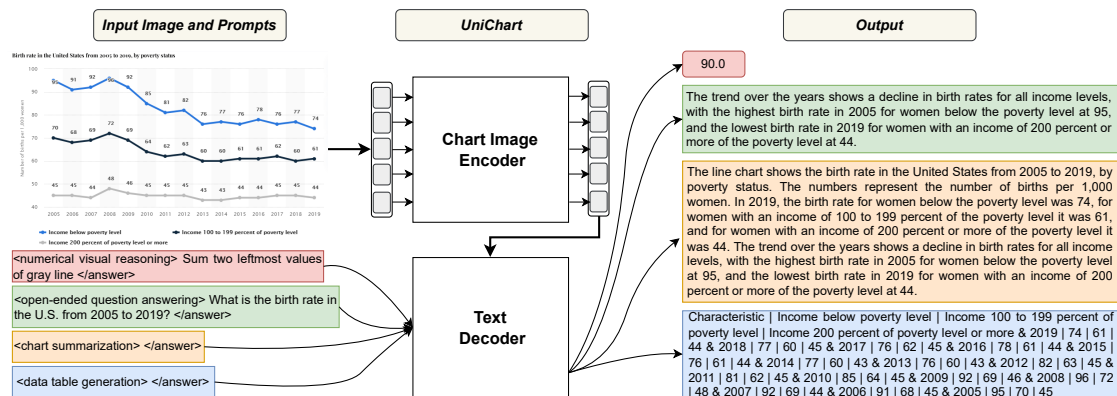 Input Image and Prompts
UniChart
Output
Birth rate in the United States from 2005 to 2019, by poverty status
Number of births per 1,000 women
100
90
80
70
60
50
40
95 91 92 96 92 85 81 82 76 77 76 78 76 77 74
70 68 69 72 69 64 62 63 60 60 61 61 62 60 61
45 45 44 48 46 45 45 45 43 43 44 44 45 45 44
2005 2006 2007 2008 2009 2010 2011 2012 2013 2014 2015 2016 2017 2018 2019
Income below poverty level
Income 100 to 199 percent of poverty level
Income 200 percent of poverty level or more
<numerical visual reasoning> Sum two leftmost values
of gray line </answer>
<open-ended question answering> What is the birth rate in
the U.S. from 2005 to 2019? </answer>
<chart summarization> </answer>
<data table generation> </answer>
Chart Image
Encoder
Text
Decoder
90.0
The trend over the years shows a decline in birth rates for all income levels,
with the highest birth rate in 2005 for women below the poverty level at 95,
and the lowest birth rate in 2019 for women with an income of 200 percent or
more of the poverty level at 44.
The line chart shows the birth rate in the United States from 2005 to 2019, by
poverty status. The numbers represent the number of births per 1,000
women. In 2019, the birth rate for women below the poverty level was 74, for
women with an income of 100 to 199 percent of the poverty level it was 61,
and for women with an income of 200 percent or more of the poverty level it
was 44. The trend over the years shows a decline in birth rates for all income
levels, with the highest birth rate in 2005 for women below the poverty level
at 95, and the lowest birth rate in 2019 for women with an income of 200
percent or more of the poverty level at 44.
Characteristic | Income below poverty level | Income 100 to 199 percent of
poverty level | Income 200 percent of poverty level or more & 2019 | 74 | 61 |
44 & 2018 | 77 | 60 | 45 & 2017 | 76 | 62 | 45 & 2016 | 78 | 61 | 44 & 2015 |
76 | 61 | 44 & 2014 | 77 | 60 | 43 & 2013 | 76 | 60 | 43 & 2012 | 82 | 63 | 45 &
2011 | 81 | 62 | 45 & 2010 | 85 | 64 | 45 & 2009 | 92 | 69 | 46 & 2008 | 96 | 72
| 48 & 2007 | 92 | 69 | 44 & 2006 | 91 | 68 | 45 & 2005 | 95 | 70 | 45